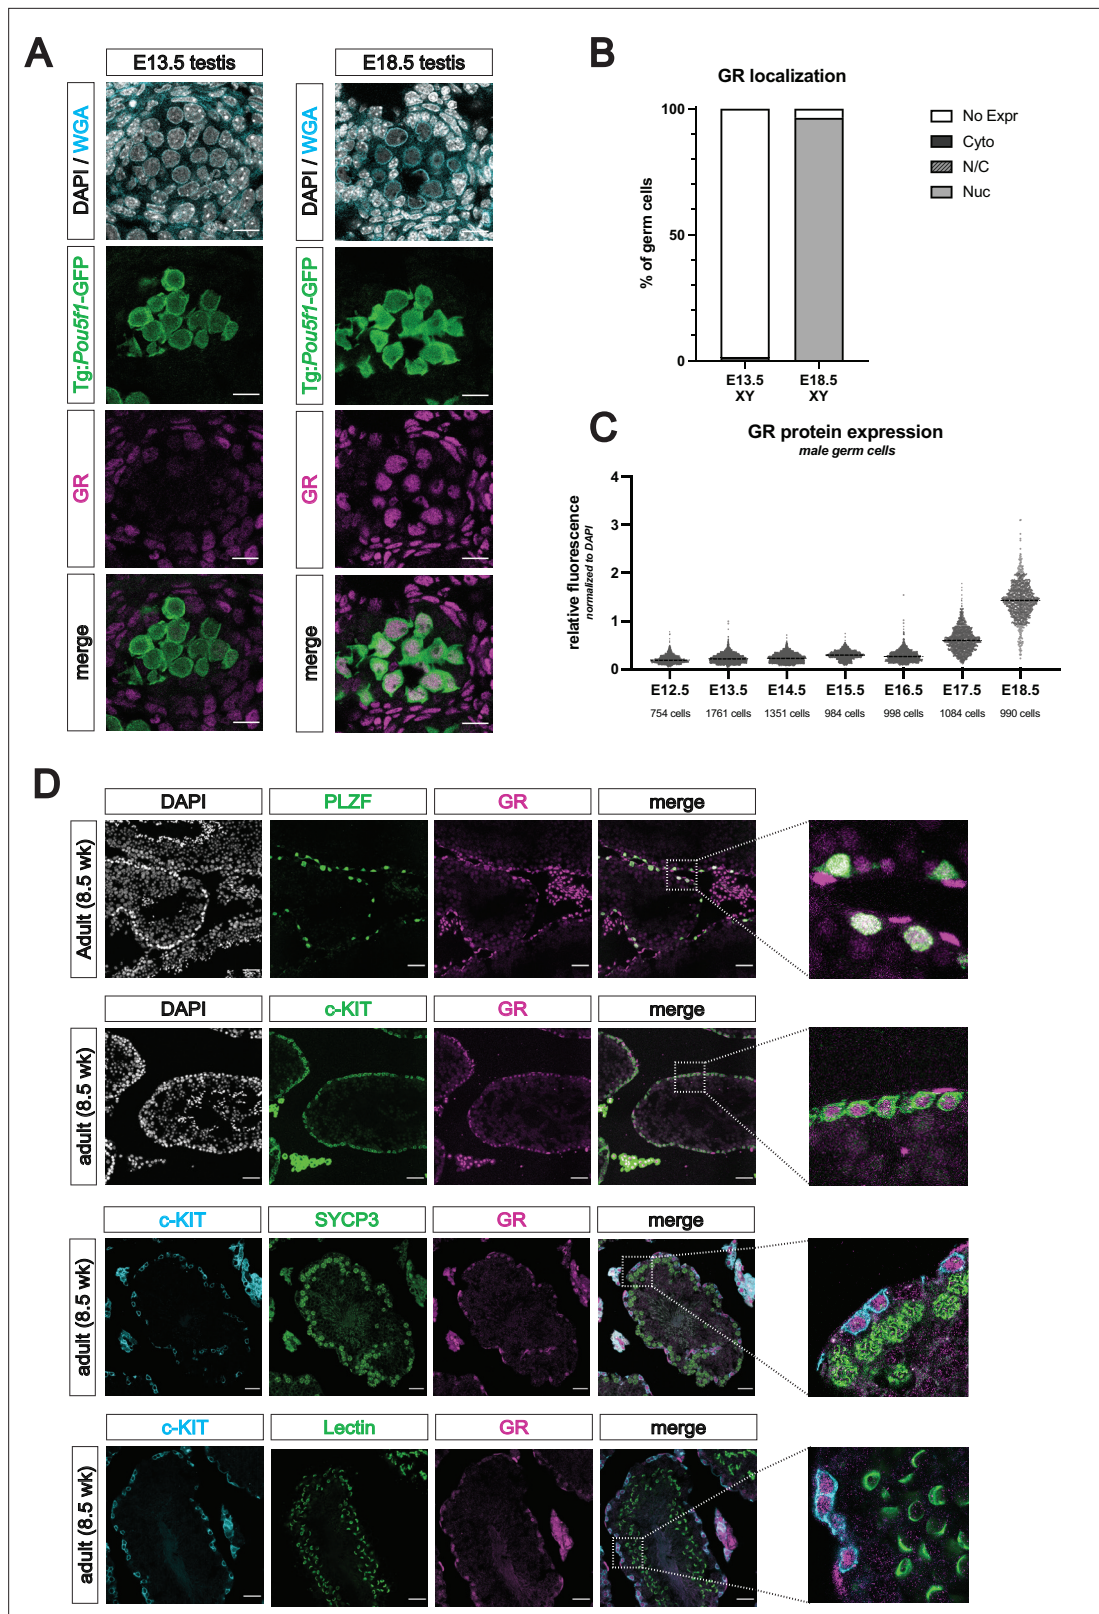 A
E13.5 testis
E18.5 testis
DAPI / WGA
DAPI / WGA
Tg:Pou5f1-GFP
Tg:Pou5f1-GFP
GR
GR
merge
merge
B
GR localization
% of germ cells
100
50
0
E13.5
XY
E18.5
XY
No Expr
Cyto
N/C
Nuc
C
GR protein expression
male germ cells
relative fluorescence
normalized to DAPI
4
3
2
1
0
E12.5 E13.5 E14.5 E15.5 E16.5 E17.5 E18.5
754 cells 1761 cells 1351 cells 984 cells 998 cells 1084 cells 990 cells
D
DAPI PLZF GR merge
Adult (8.5 wk)
DAPI c-KIT GR merge
adult (8.5 wk)
c-KIT SYCP3 GR merge
adult (8.5 wk)
c-KIT Lectin GR merge
adult (8.5 wk)